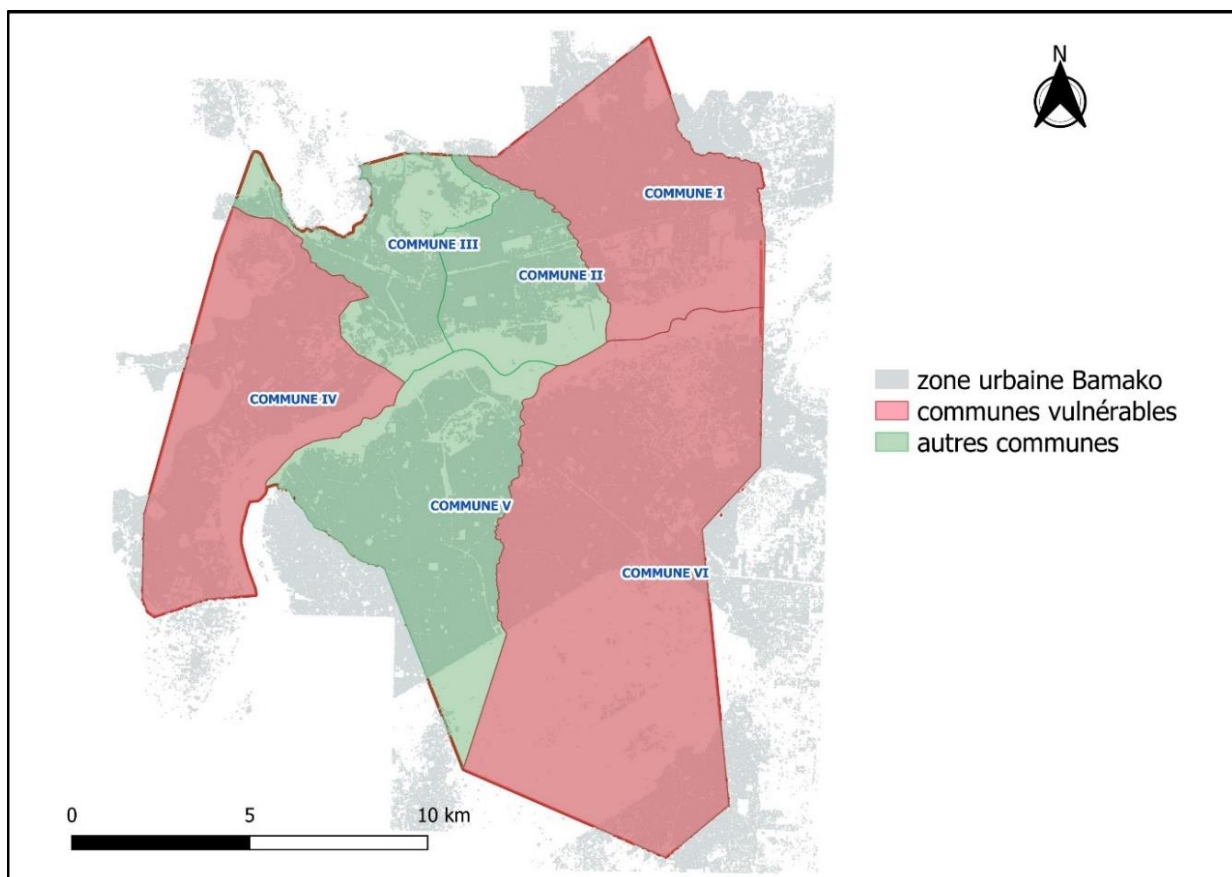 N
COMMUNE I
COMMUNE III
COMMUNE II
COMMUNE IV
COMMUNE V
COMMUNE VI
zone urbaine Bamako
communes vulnérables
autres communes
0 5 10 km